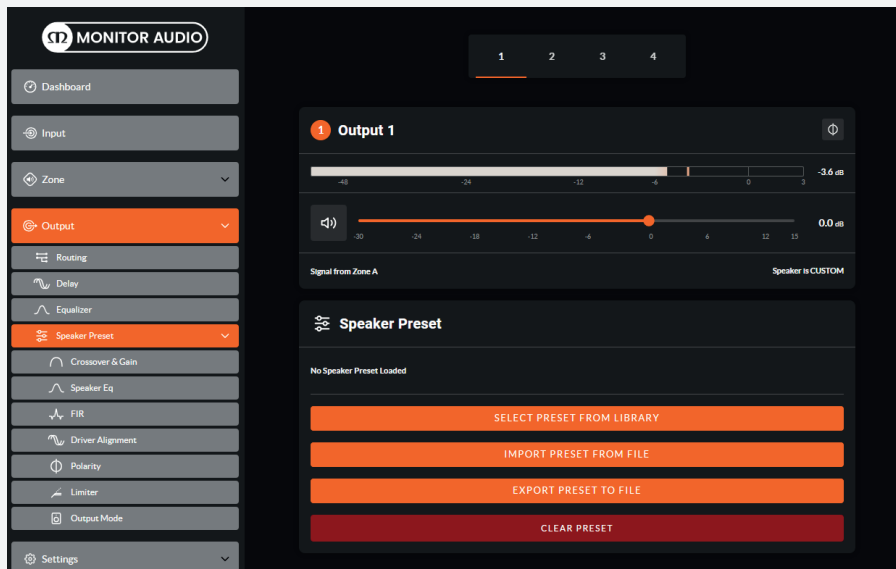 MONITOR AUDIO
Dashboard
Input
Zone
Output
Routing
Delay
Equalizer
Speaker Preset
Crossover & Gain
Speaker Eq
FIR
Driver Alignment
Polarity
Limiter
Output Mode
Settings
1 2 3 4
1 Output 1
-3.6 dB
-48 -24 -12 -6 0 3
0.0 dB
-30 -24 -18 -12 -6 0 6 12 15
Signal from Zone A Speaker is CUSTOM
Speaker Preset
No Speaker Preset Loaded
SELECT PRESET FROM LIBRARY
IMPORT PRESET FROM FILE
EXPORT PRESET TO FILE
CLEAR PRESET